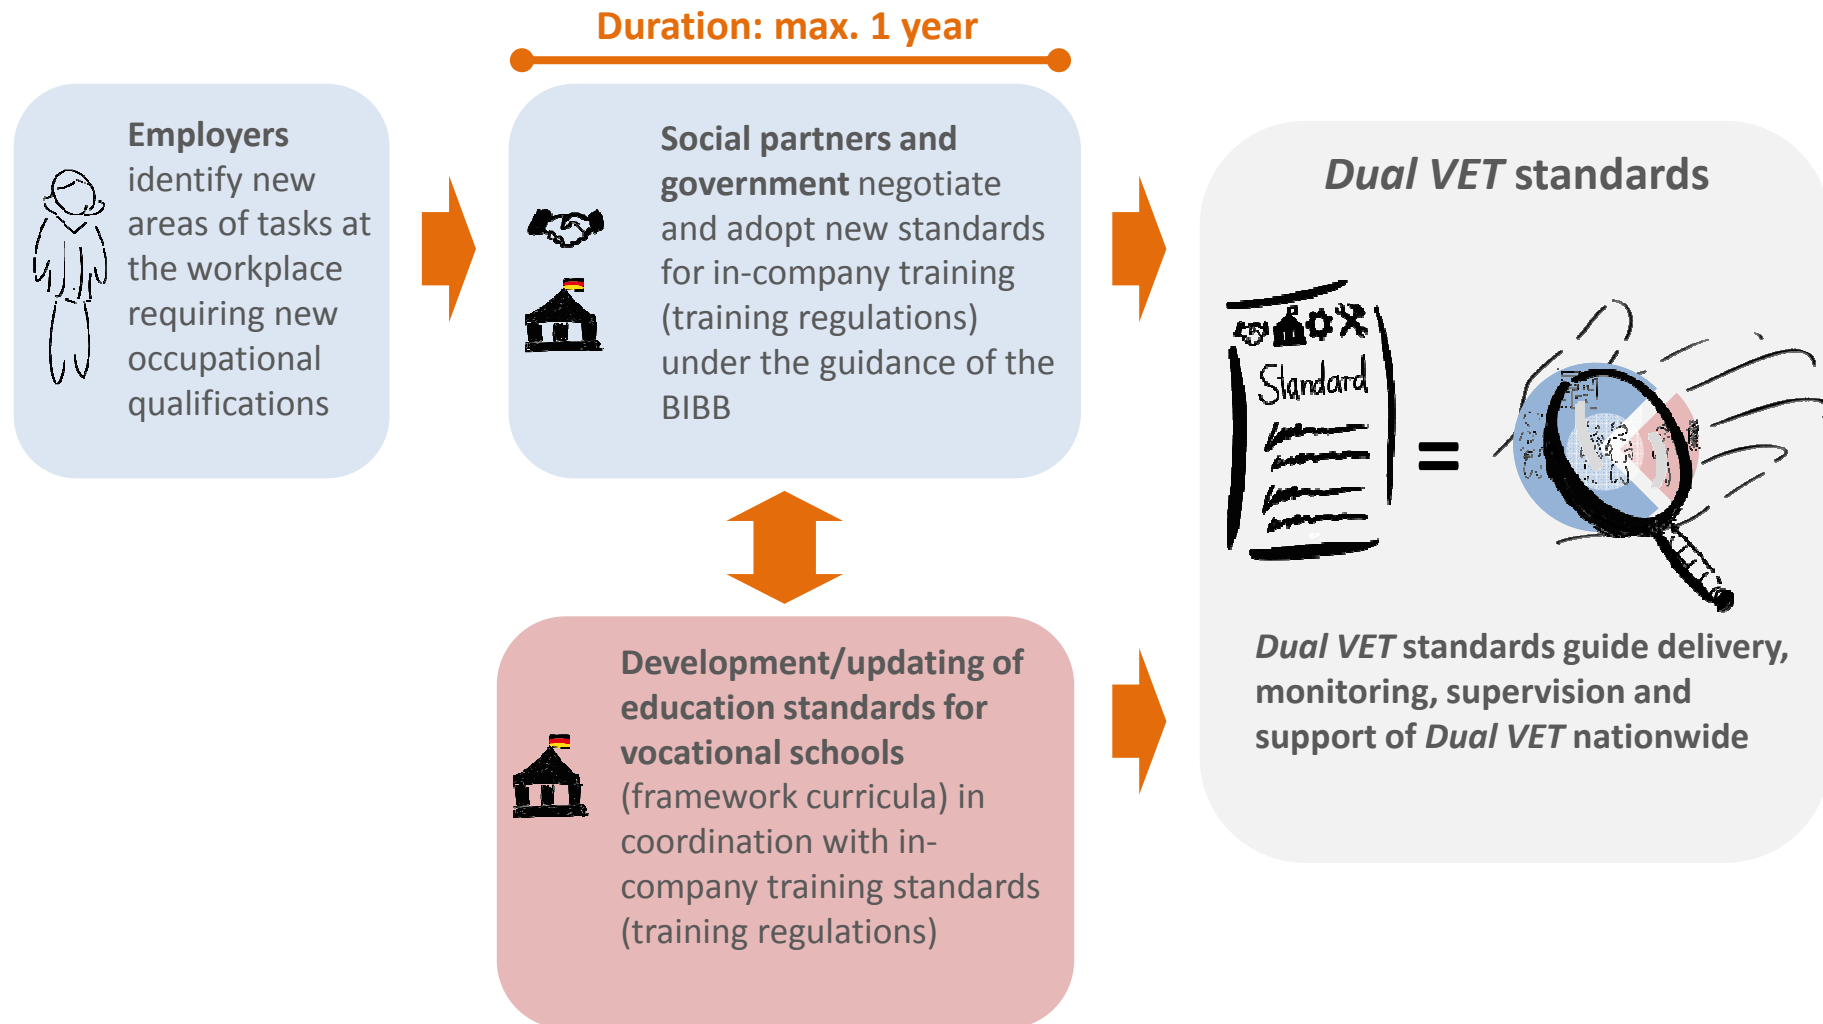 Duration: max. 1 year
Employers
identify new
areas of tasks at
the workplace
requiring new
occupational
qualifications
Social partners and
government negotiate
and adopt new standards
for in-company training
(training regulations)
under the guidance of the
BIBB
Development/updating of
education standards for
vocational schools
(framework curricula) in
coordination with in-
company training standards
(training regulations)
Dual VET standards
Standard
=
Dual VET standards guide delivery,
monitoring, supervision and
support of Dual VET nationwide